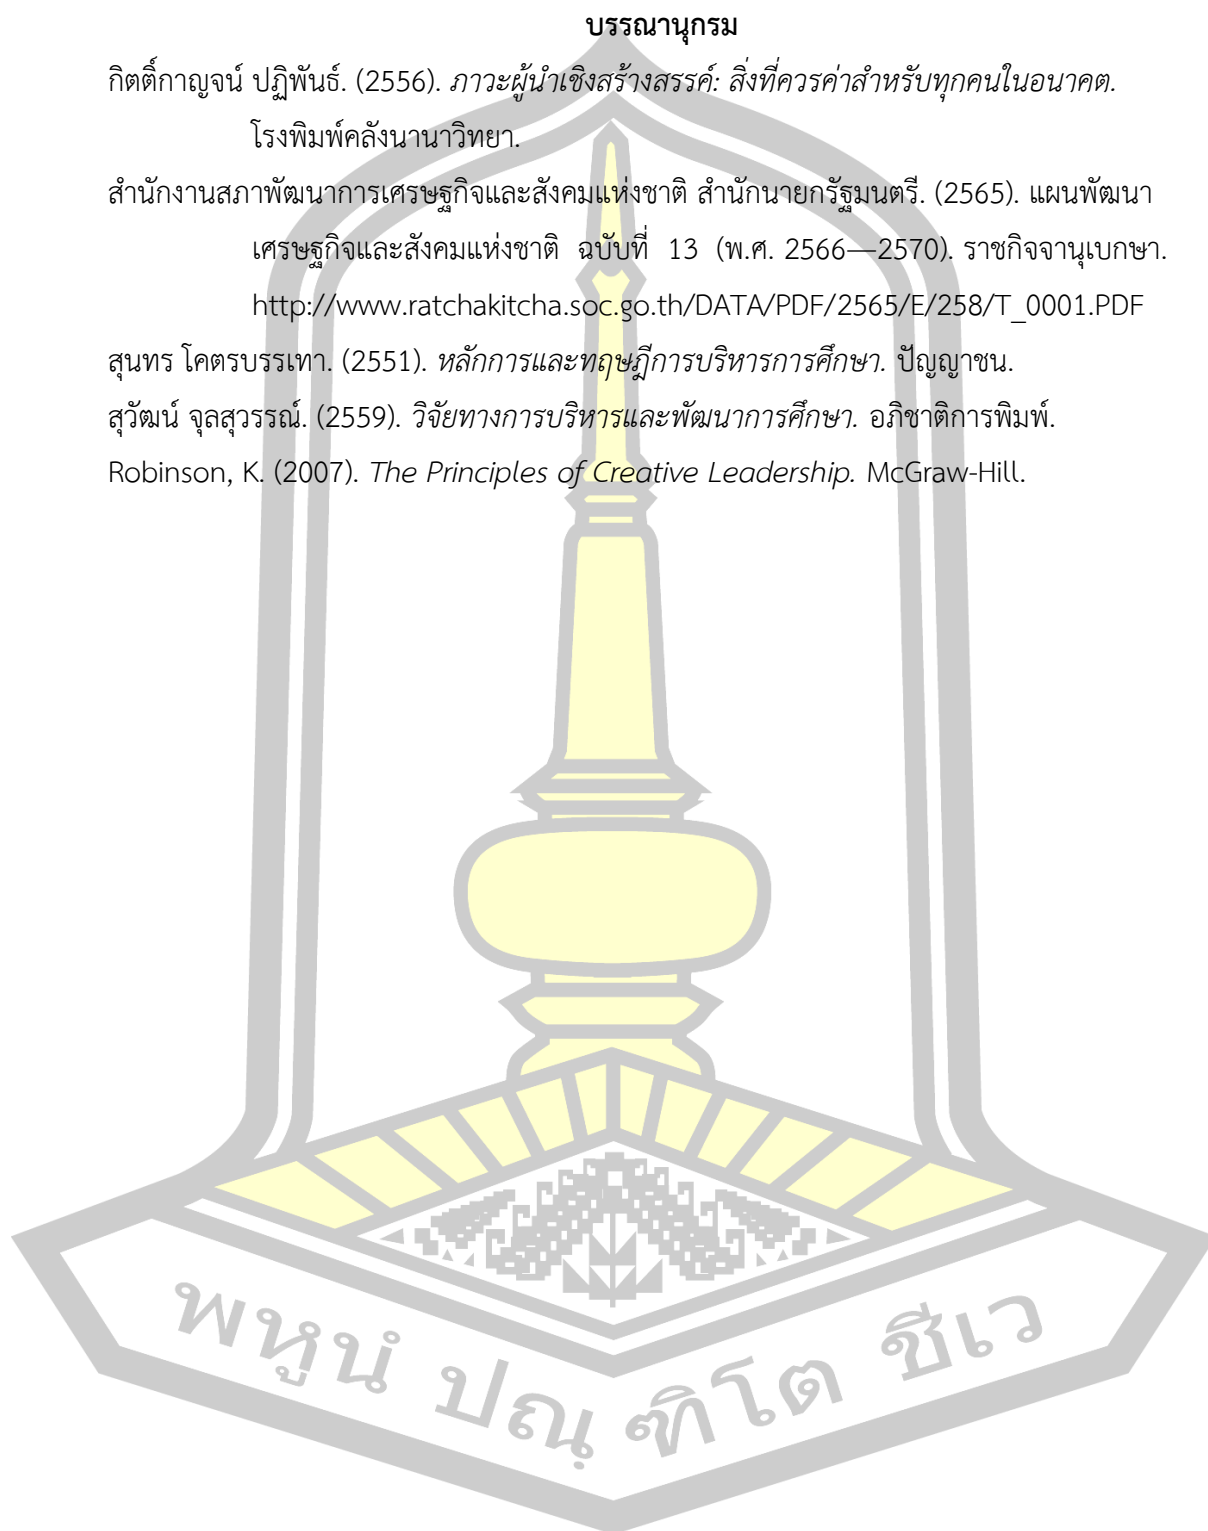 บรรณานุกรม
กิตติ์กาญจน์ ปฏิพันธ์. (2556). ภาวะผู้นำเชิงสร้างสรรค์: สิ่งที่ควรค่าสำหรับทุกคนในอนาคต.
โรงพิมพ์คลังนานาวิทยา.
สำนักงานสภาพัฒนาการเศรษฐกิจและสังคมแห่งชาติ สำนักนายกรัฐมนตรี. (2565). แผนพัฒนา
เศรษฐกิจและสังคมแห่งชาติ ฉบับที่ 13 (พ.ศ. 2566—2570). ราชกิจจานุเบกษา.
http://www.ratchakitcha.soc.go.th/DATA/PDF/2565/E/258/T_0001.PDF
สุนทร โคตรบรรเทา. (2551). หลักการและทฤษฎีการบริหารการศึกษา. ปัญญาชน.
สุวัฒน์ จุลสุวรรณ์. (2559). วิจัยทางการบริหารและพัฒนาการศึกษา. อภิชาติการพิมพ์.
Robinson, K. (2007). The Principles of Creative Leadership. McGraw-Hill.
พหูนํ ปณฺฑิโต ชีเว